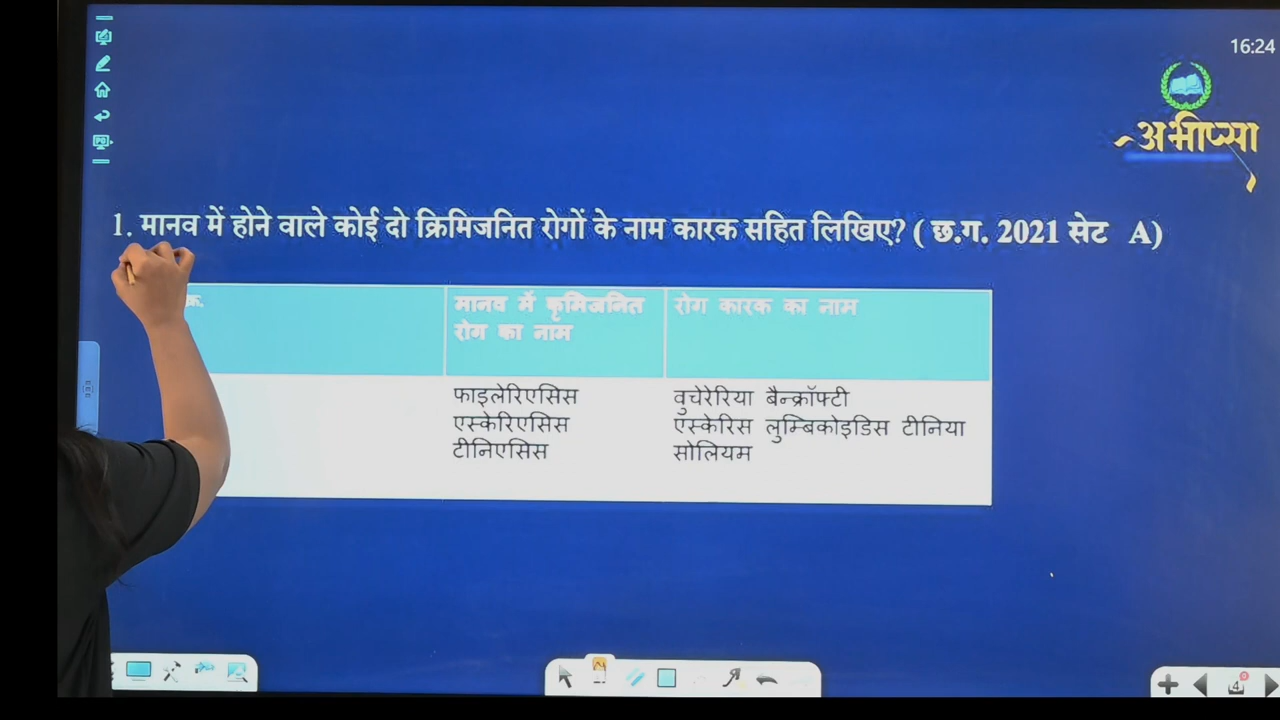 16:24
अभीप्सा
1. मानव में होने वाले कोई दो क्रिमिजनित रोगों के नाम कारक सहित लिखिए? ( छ.ग. 2021 सेट A)
क्र.
मानव में कृमिजनित
रोग का नाम
रोग कारक का नाम
फाइलेरिएसिस
एस्केरिएसिस
टीनिएसिस
वुचेरेरिया बैन्क्रॉफ्टी
एस्केरिस लुम्बिकोइडिस टीनिया
सोलियम
4